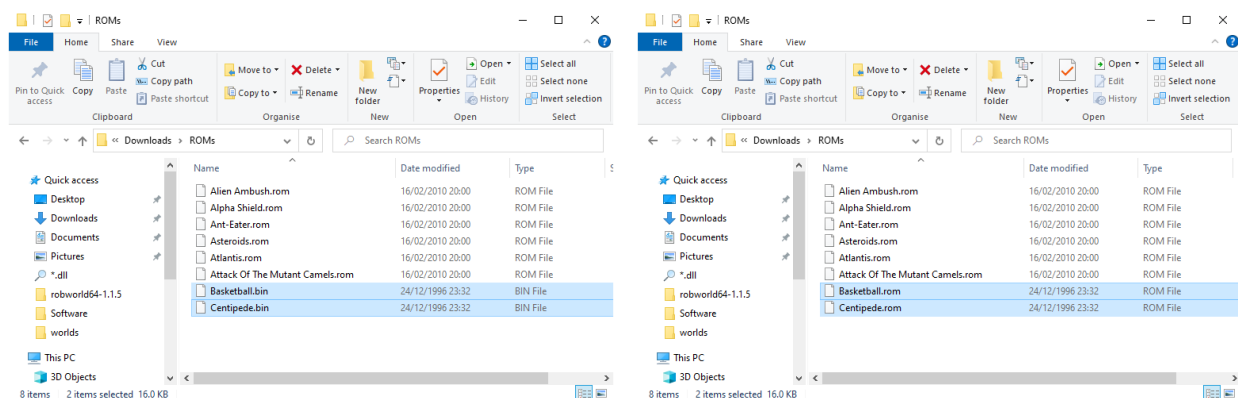 ROMs
File Home Share View
Pin to Quick access
Copy
Paste
Cut
Copy path
Paste shortcut
Clipboard
Move to
Copy to
Delete
Rename
Organise
New folder
New
Properties
Open
Edit
History
Open
Select all
Select none
Invert selection
Select
« Downloads > ROMs
Search ROMs
Quick access
Desktop
Downloads
Documents
Pictures
*.dll
robworld64-1.1.5
Software
worlds
This PC
3D Objects
Name Date modified Type S
Alien Ambush.rom 16/02/2010 20:00 ROM File
Alpha Shield.rom 16/02/2010 20:00 ROM File
Ant-Eater.rom 16/02/2010 20:00 ROM File
Asteroids.rom 16/02/2010 20:00 ROM File
Atlantis.rom 16/02/2010 20:00 ROM File
Attack Of The Mutant Camels.rom 16/02/2010 20:00 ROM File
Basketball.bin 24/12/1996 23:32 BIN File
Centipede.bin 24/12/1996 23:32 BIN File
8 items 2 items selected 16.0 KB
ROMs
File Home Share View
Pin to Quick access
Copy
Paste
Cut
Copy path
Paste shortcut
Clipboard
Move to
Copy to
Delete
Rename
Organise
New folder
New
Properties
Open
Edit
History
Open
Select all
Select none
Invert selection
Select
« Downloads > ROMs
Search ROMs
Quick access
Desktop
Downloads
Documents
Pictures
*.dll
robworld64-1.1.5
Software
worlds
This PC
3D Objects
Name Date modified Type
Alien Ambush.rom 16/02/2010 20:00 ROM File
Alpha Shield.rom 16/02/2010 20:00 ROM File
Ant-Eater.rom 16/02/2010 20:00 ROM File
Asteroids.rom 16/02/2010 20:00 ROM File
Atlantis.rom 16/02/2010 20:00 ROM File
Attack Of The Mutant Camels.rom 16/02/2010 20:00 ROM File
Basketball.rom 24/12/1996 23:32 ROM File
Centipede.rom 24/12/1996 23:32 ROM File
8 items 2 items selected 16.0 KB